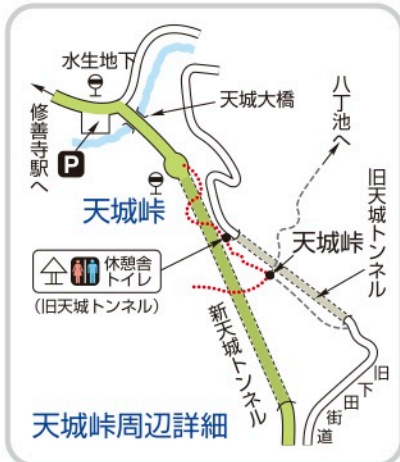 水生地下
天城大橋
修善寺駅へ
P
八丁池へ
旧天城トンネル
天城峠
天城峠
休憩舎
トイレ
(旧天城トンネル)
新天城トンネル
旧下田街道
天城峠周辺詳細